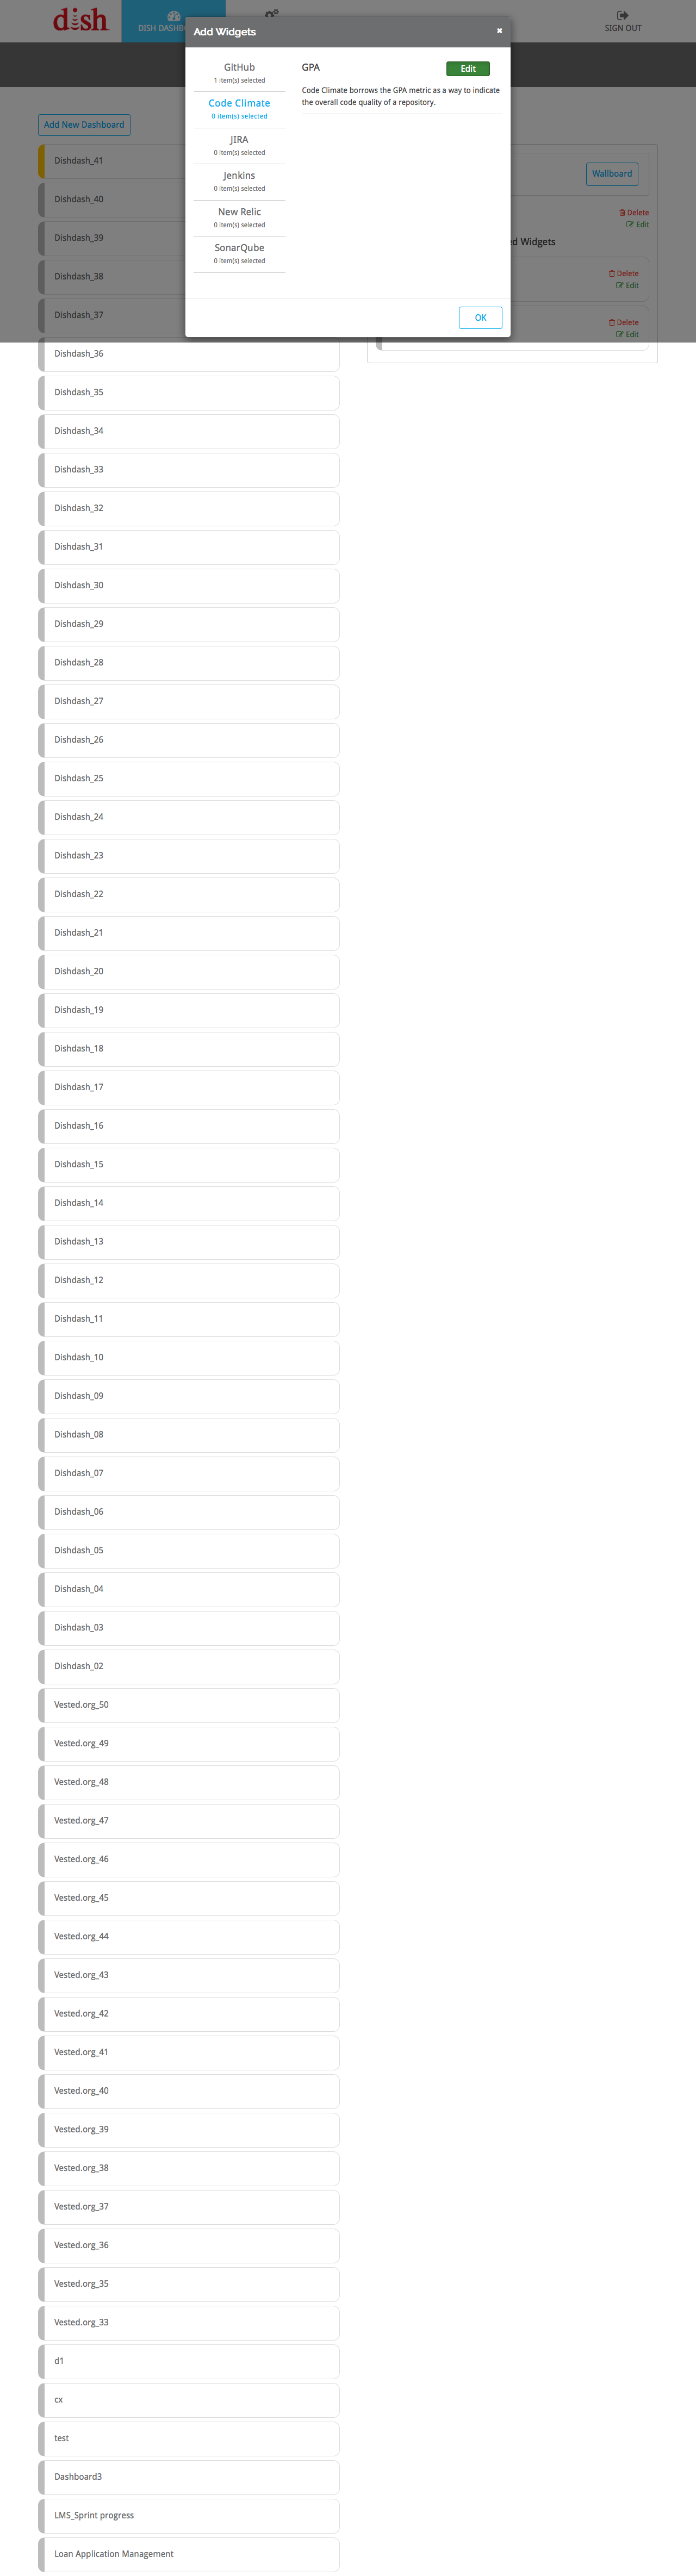 dish
DISH DASHB
SIGN OUT
Add Widgets
×
GitHub
1 item(s) selected
Code Climate
0 item(s) selected
JIRA
0 item(s) selected
Jenkins
0 item(s) selected
New Relic
0 item(s) selected
SonarQube
0 item(s) selected
GPA
Edit
Code Climate borrows the GPA metric as a way to indicate
the overall code quality of a repository.
OK
Add New Dashboard
Wallboard
Delete
Edit
ed Widgets
Delete
Edit
Delete
Edit
Dishdash_41
Dishdash_40
Dishdash_39
Dishdash_38
Dishdash_37
Dishdash_36
Dishdash_35
Dishdash_34
Dishdash_33
Dishdash_32
Dishdash_31
Dishdash_30
Dishdash_29
Dishdash_28
Dishdash_27
Dishdash_26
Dishdash_25
Dishdash_24
Dishdash_23
Dishdash_22
Dishdash_21
Dishdash_20
Dishdash_19
Dishdash_18
Dishdash_17
Dishdash_16
Dishdash_15
Dishdash_14
Dishdash_13
Dishdash_12
Dishdash_11
Dishdash_10
Dishdash_09
Dishdash_08
Dishdash_07
Dishdash_06
Dishdash_05
Dishdash_04
Dishdash_03
Dishdash_02
Vested.org_50
Vested.org_49
Vested.org_48
Vested.org_47
Vested.org_46
Vested.org_45
Vested.org_44
Vested.org_43
Vested.org_42
Vested.org_41
Vested.org_40
Vested.org_39
Vested.org_38
Vested.org_37
Vested.org_36
Vested.org_35
Vested.org_33
d1
cx
test
Dashboard3
LMS_Sprint progress
Loan Application Management